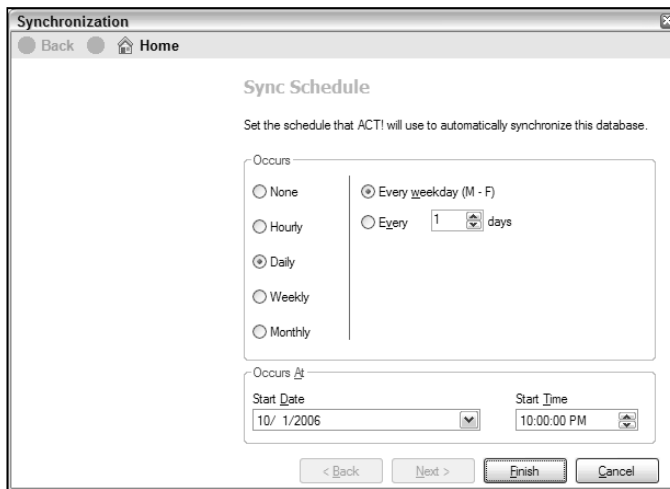 Synchronization
Back Home
Sync Schedule
Set the schedule that ACT! will use to automatically synchronize this database.
Occurs
None
Hourly
Daily
Weekly
Monthly
Every weekday (M - F)
Every 1 days
Occurs At
Start Date
10/ 1/2006
Start Time
10:00:00 PM
< Back
Next >
Finish
Cancel